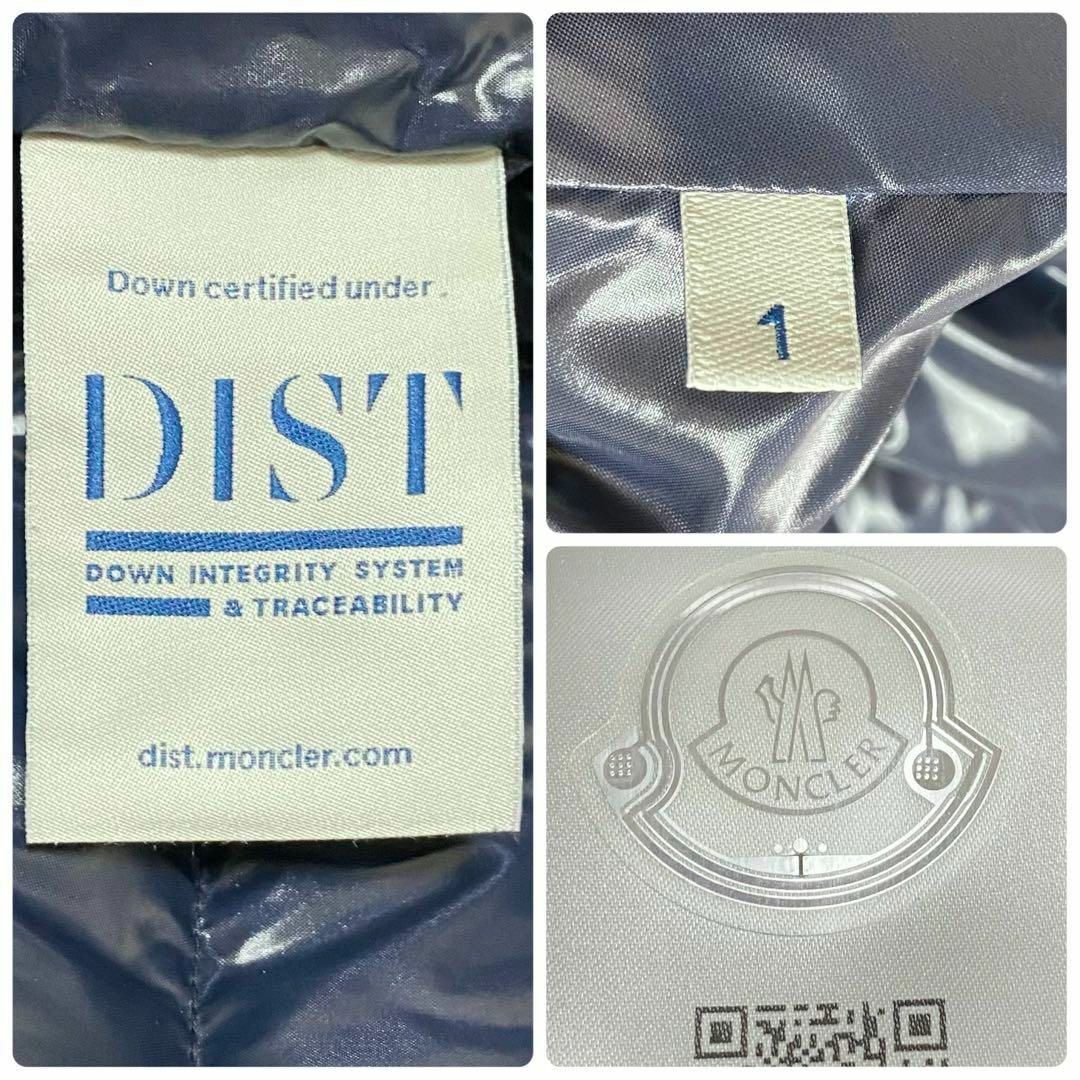 Down certified under
DIST
DOWN INTEGRITY SYSTEM
& TRACEABILITY
dist.moncler.com
1
MONCLER